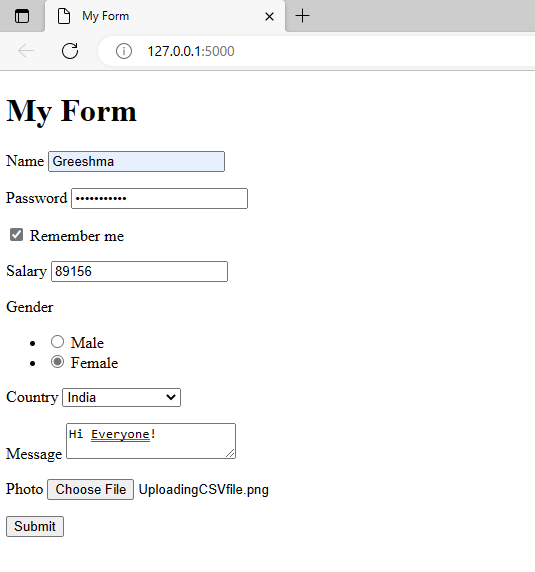 My Form
127.0.0.1:5000
My Form
Name Greeshma
Password •••••••••••
Remember me
Salary 89156
Gender
Male
Female
Country India
Message Hi Everyone!
Photo Choose File UploadingCSVfile.png
Submit